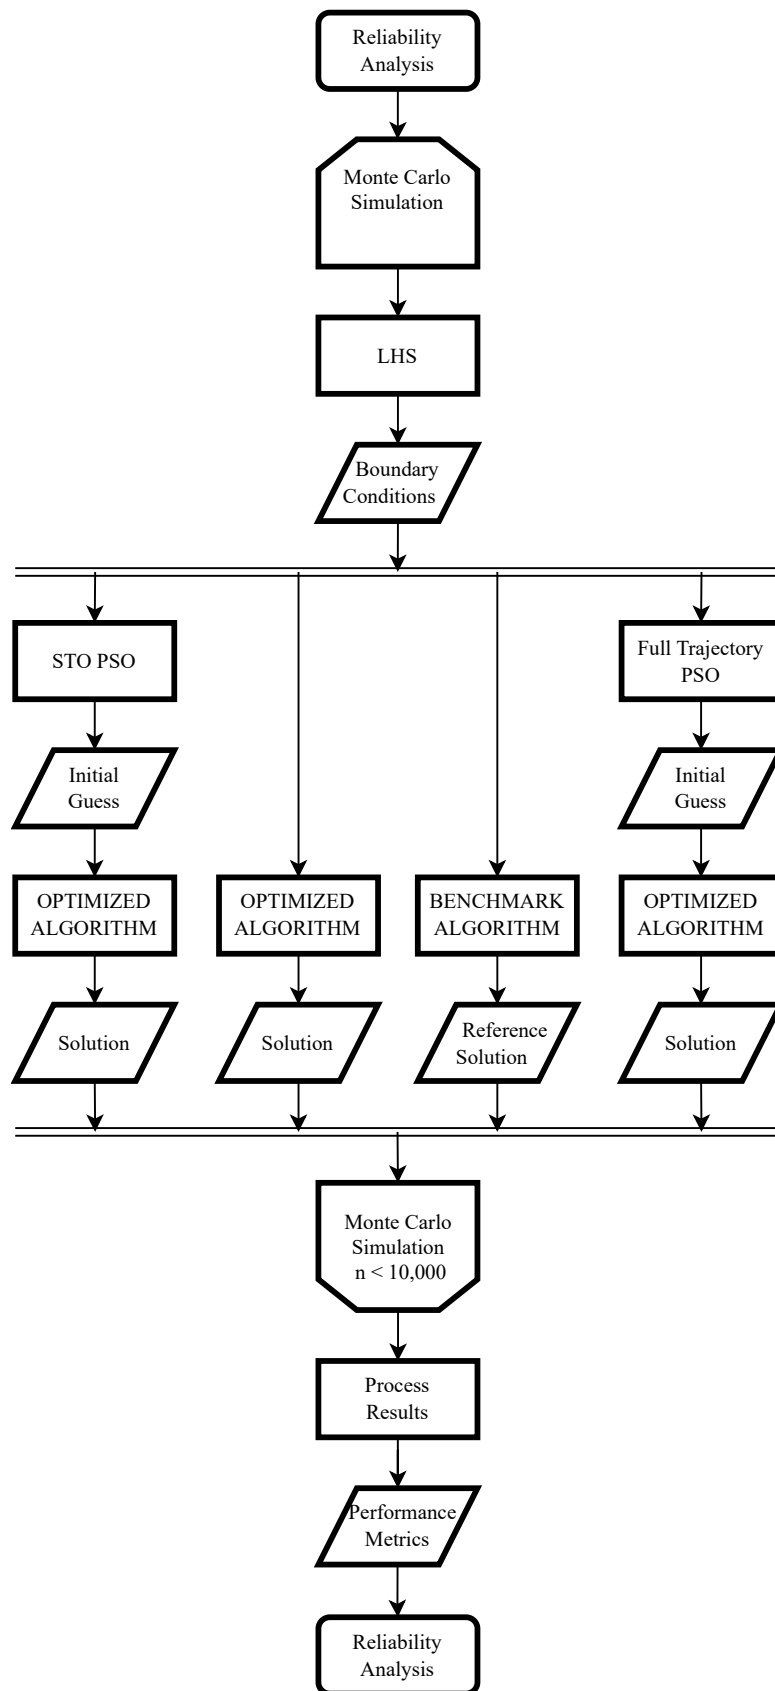 Reliability
Analysis
Monte Carlo
Simulation
LHS
Boundary
Conditions
STO PSO
Full Trajectory
PSO
Initial
Guess
Initial
Guess
OPTIMIZED
ALGORITHM
OPTIMIZED
ALGORITHM
BENCHMARK
ALGORITHM
OPTIMIZED
ALGORITHM
Solution
Solution
Reference
Solution
Solution
Monte Carlo
Simulation
n < 10,000
Process
Results
Performance
Metrics
Reliability
Analysis